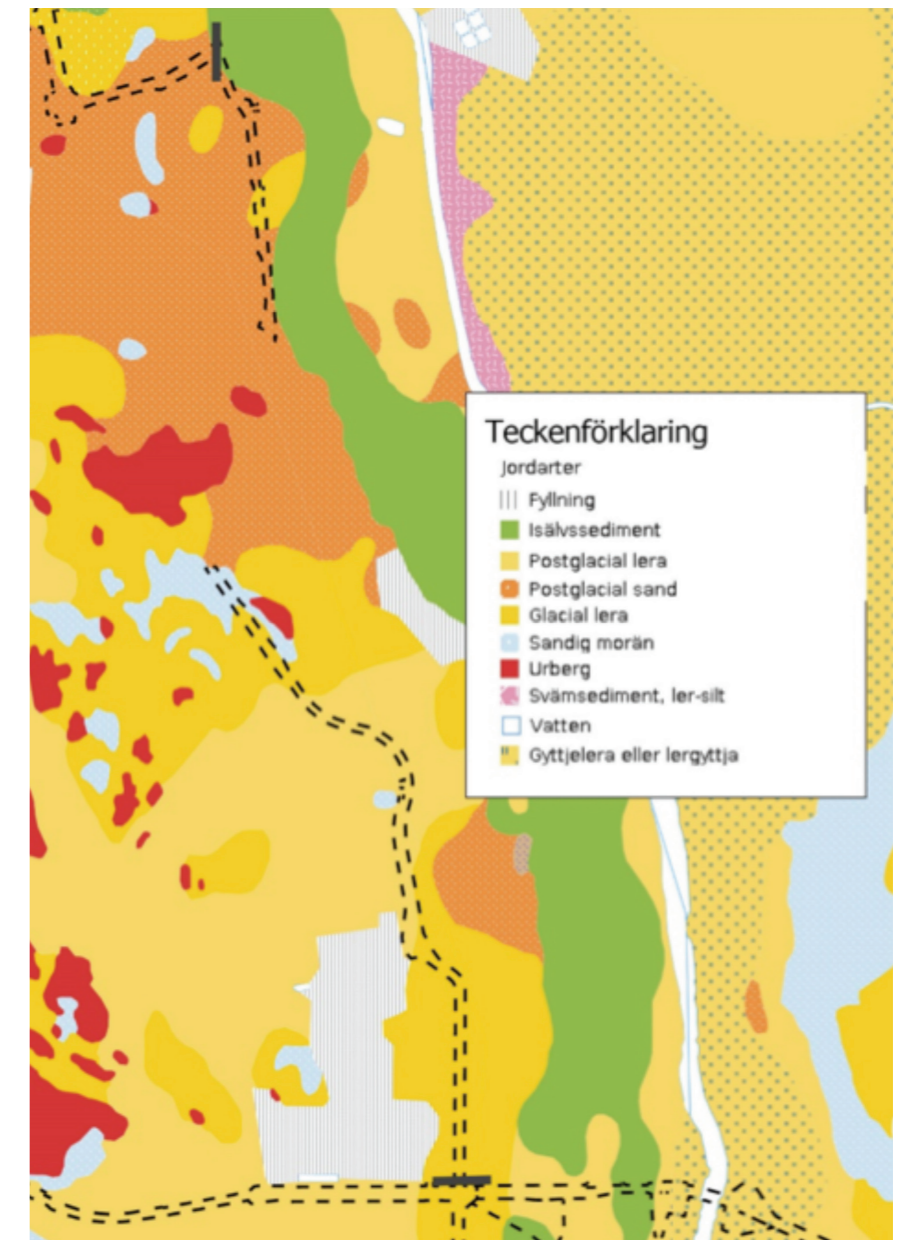 Teckenförklaring
Jordarter
Fyllning
Isälvssediment
Postglacial lera
Postglacial sand
Glacial lera
Sandig morän
Urberg
Svämsediment, ler-silt
Vatten
Gyttjelera eller lergyttja